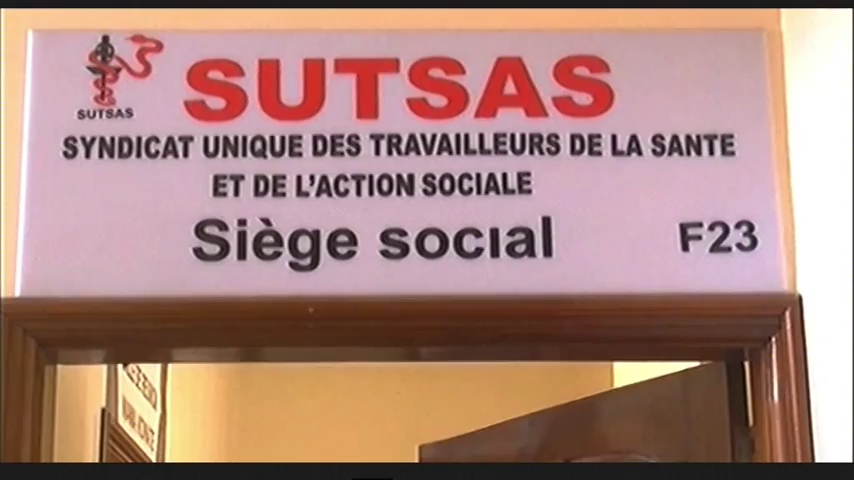 SUTSAS
SUTSAS
SYNDICAT UNIQUE DES TRAVAILLEURS DE LA SANTE
ET DE L'ACTION SOCIALE
Siège social F23